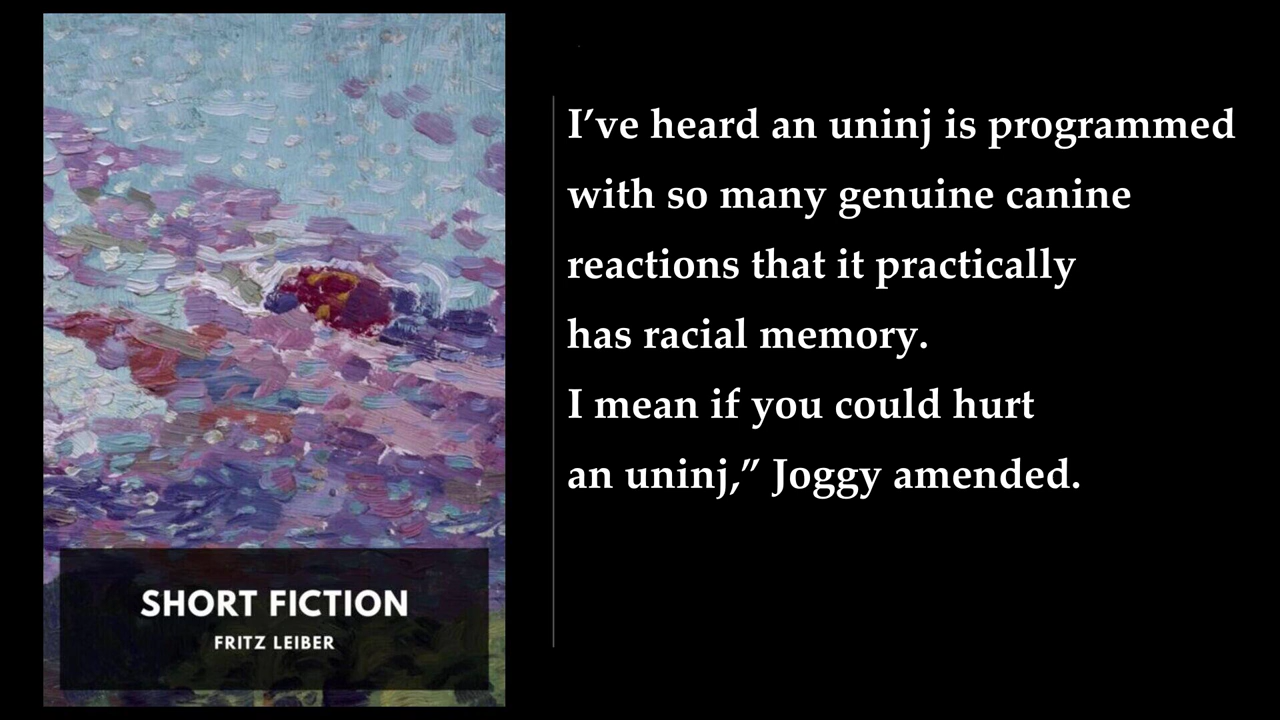 I’ve heard an uninj is programmed
with so many genuine canine
reactions that it practically
has racial memory.
I mean if you could hurt
an uninj,” Joggy amended.
SHORT FICTION
FRITZ LEIBER